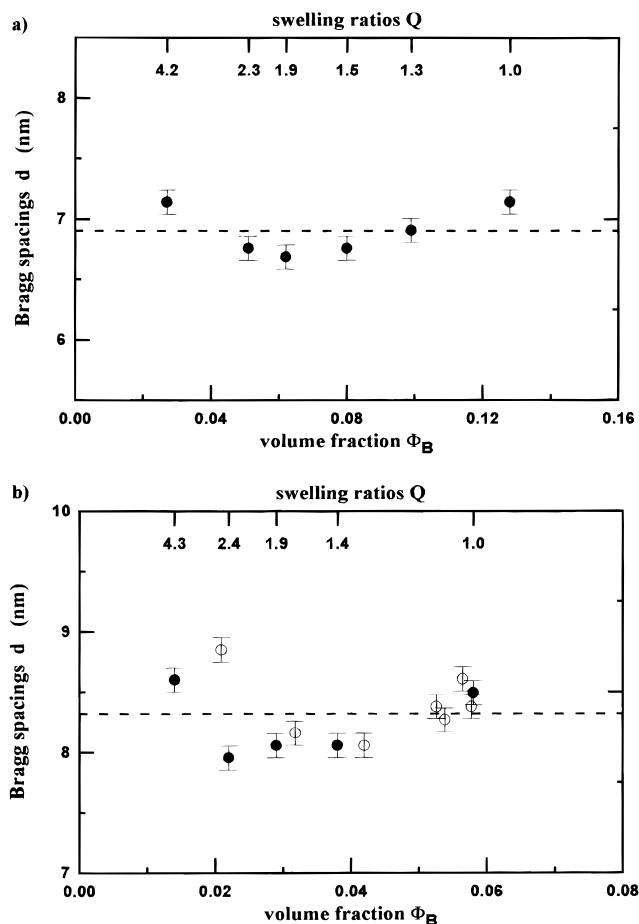 a)
swelling ratios Q
4.2 2.3 1.9 1.5 1.3 1.0
8
7
6
Bragg spacings d (nm)
0.00 0.04 0.08 0.12 0.16
volume fraction ΦB
b)
swelling ratios Q
10
4.3 2.4 1.9 1.4 1.0
9
8
7
Bragg spacings d (nm)
0.00 0.02 0.04 0.06 0.08
volume fraction ΦB